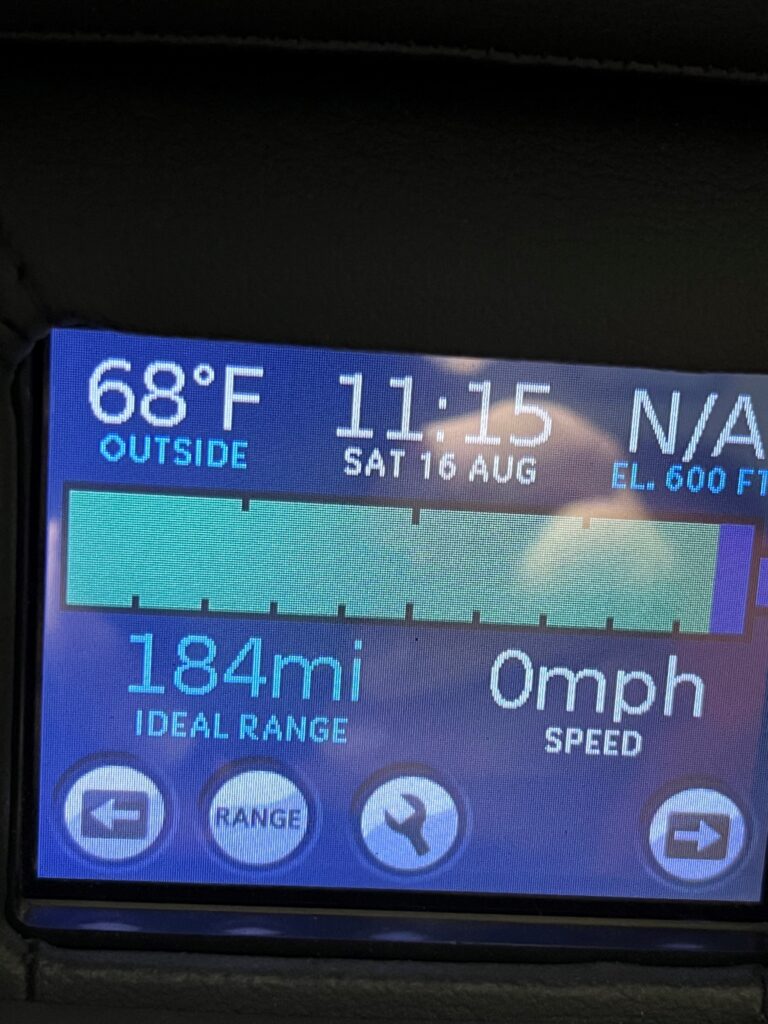 68°F 11:15 N/A
OUTSIDE SAT 16 AUG EL. 600 FT
184mi 0mph
IDEAL RANGE SPEED
RANGE